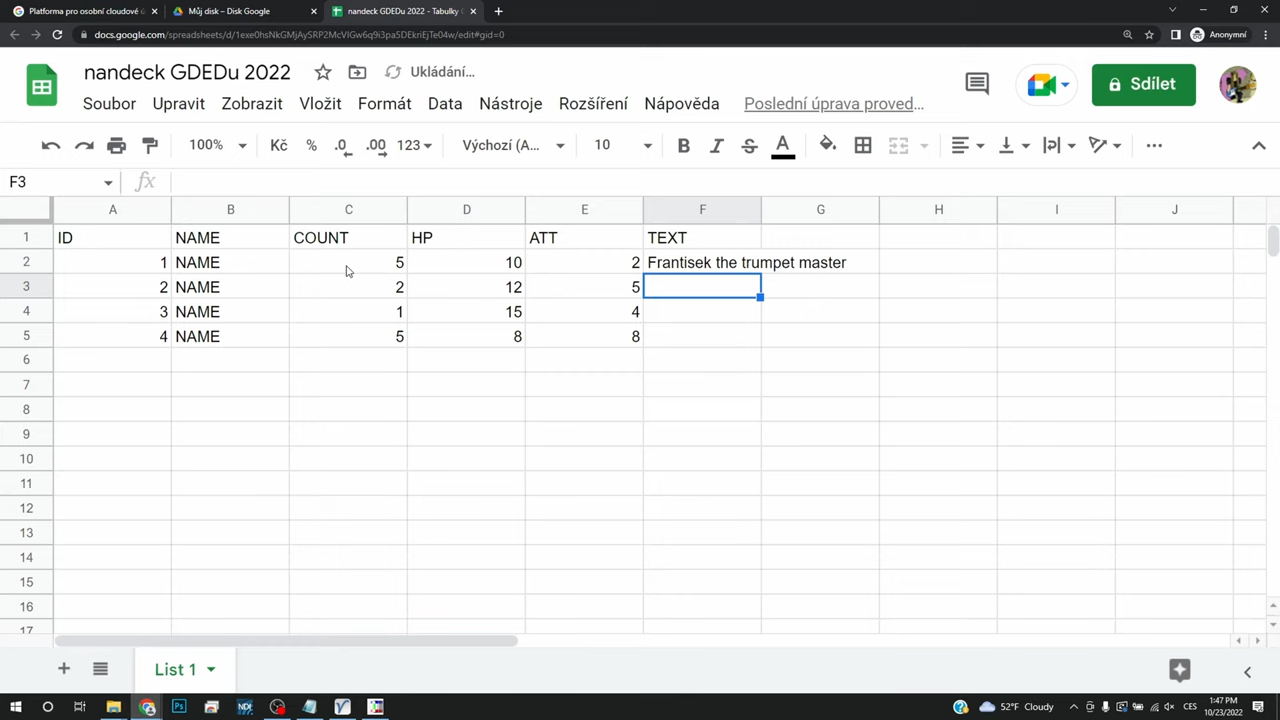 Platforma pro osobní cloudové ú
Můj disk – Disk Google
nandeck GDEDu 2022 - Tabulky G
docs.google.com/spreadsheets/d/1exe0hsNkGMjAySRP2McVlGw6q9i3pa5DEkriEjTe04w/edit#gid=0
Anonymní
nandeck GDEDu 2022
Ukládání…
Sdílet
Soubor Upravit Zobrazit Vložit Formát Data Nástroje Rozšíření Nápověda Poslední úprava proved…
100% Kč % .0 .00 123 Výchozí (A... 10 B I S A
F3 fx
A B C D E F G H I J
1 ID NAME COUNT HP ATT TEXT
2 1 NAME 5 10 2 Frantisek the trumpet master
3 2 NAME 2 12 5
4 3 NAME 1 15 4
5 4 NAME 5 8 8
6
7
8
9
10
11
12
13
14
15
16
17
List 1
52°F Cloudy
CES
1:47 PM
10/23/2022